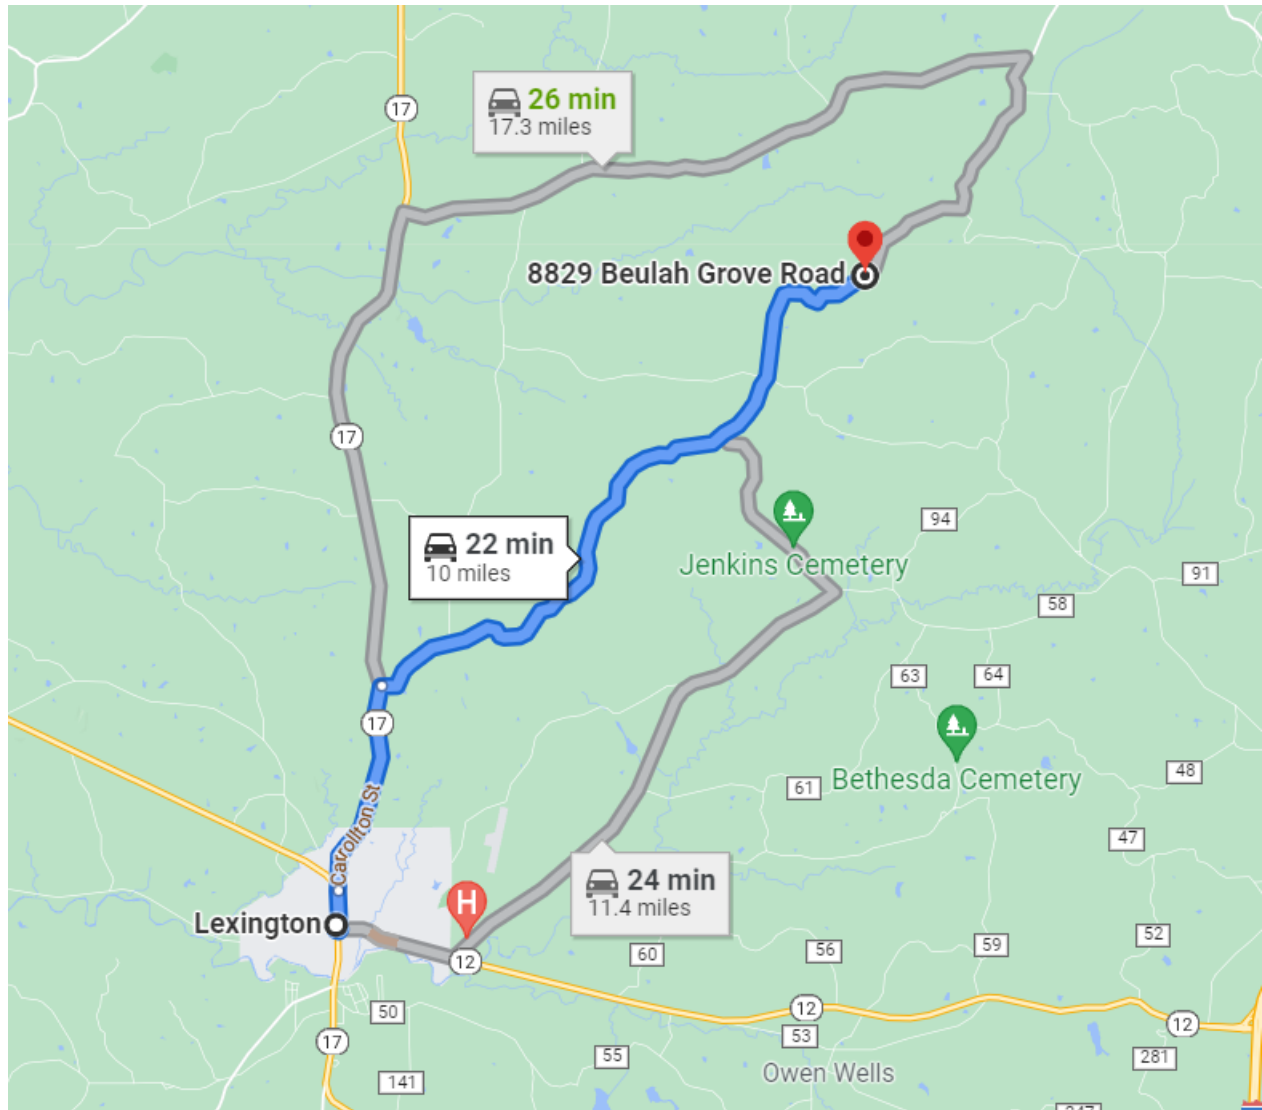 17
26 min
17.3 miles
8829 Beulah Grove Road
17
94
Jenkins Cemetery
22 min
10 miles
91
58
63
64
17
Bethesda Cemetery
48
61
47
Carrollton St
24 min
11.4 miles
H
Lexington
52
59
56
60
12
50
12
12
17
53
55
281
Owen Wells
141